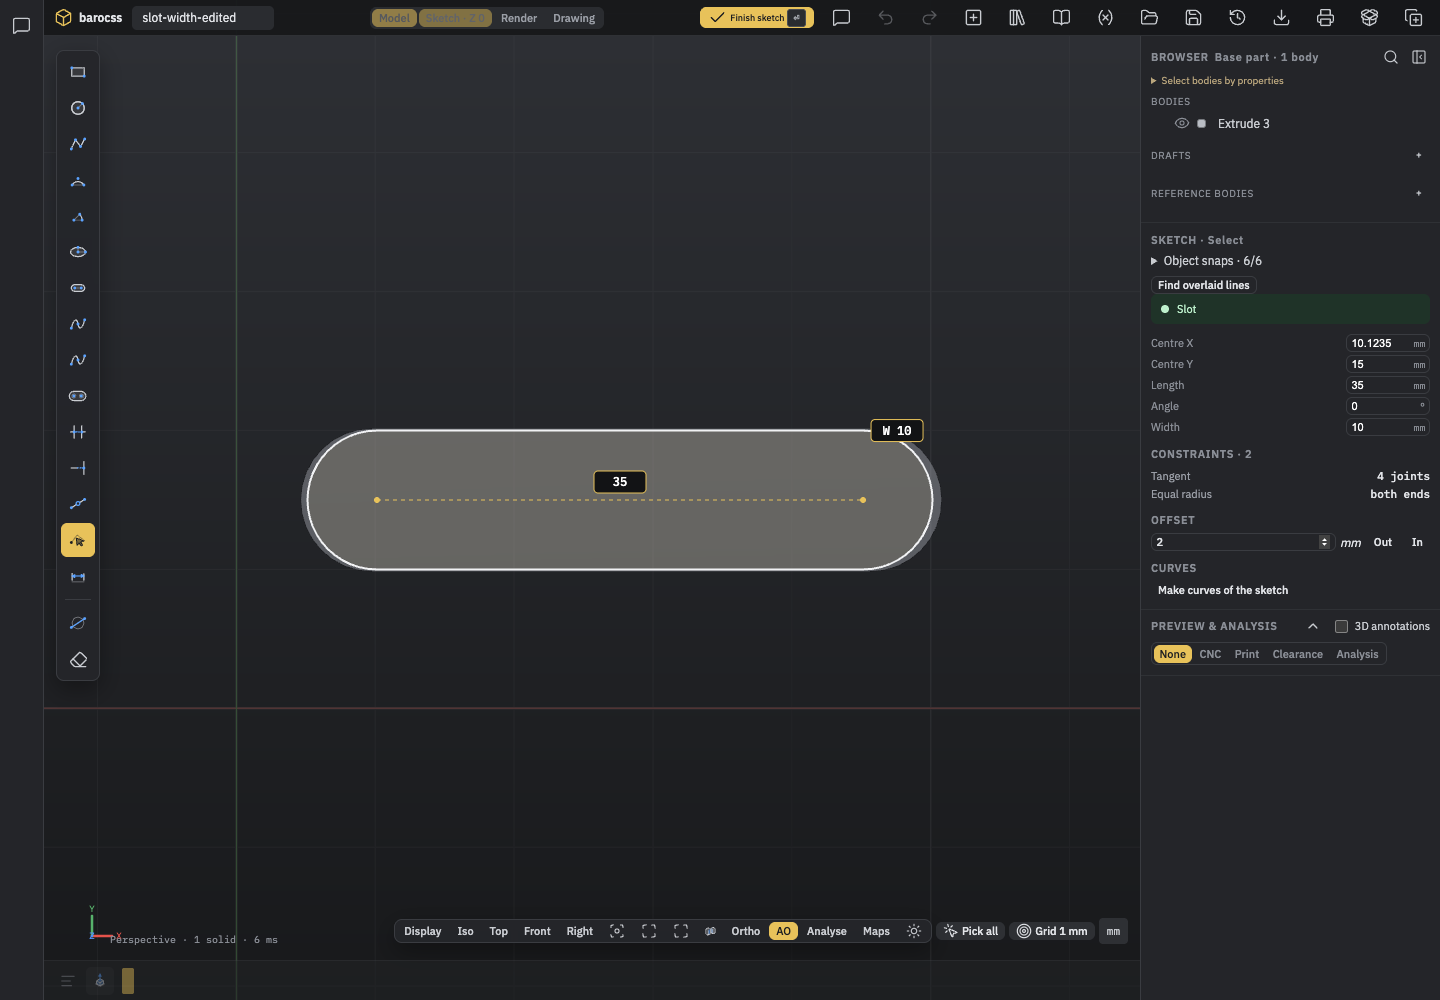 barocss
slot-width-edited
Model
Sketch · Z 0
Render
Drawing
Finish sketch
BROWSER Base part · 1 body
Select bodies by properties
BODIES
Extrude 3
DRAFTS
REFERENCE BODIES
SKETCH · Select
Object snaps · 6/6
Find overlaid lines
Slot
Centre X 10.1235 mm
Centre Y 15 mm
Length 35 mm
Angle 0 °
Width 10 mm
CONSTRAINTS · 2
Tangent 4 joints
Equal radius both ends
OFFSET
2 mm Out In
CURVES
Make curves of the sketch
PREVIEW & ANALYSIS 3D annotations
None CNC Print Clearance Analysis
W 10
35
Y
X
Z
Perspective · 1 solid · 6 ms
Display Iso Top Front Right Ortho AO Analyse Maps
Pick all
Grid 1 mm
mm